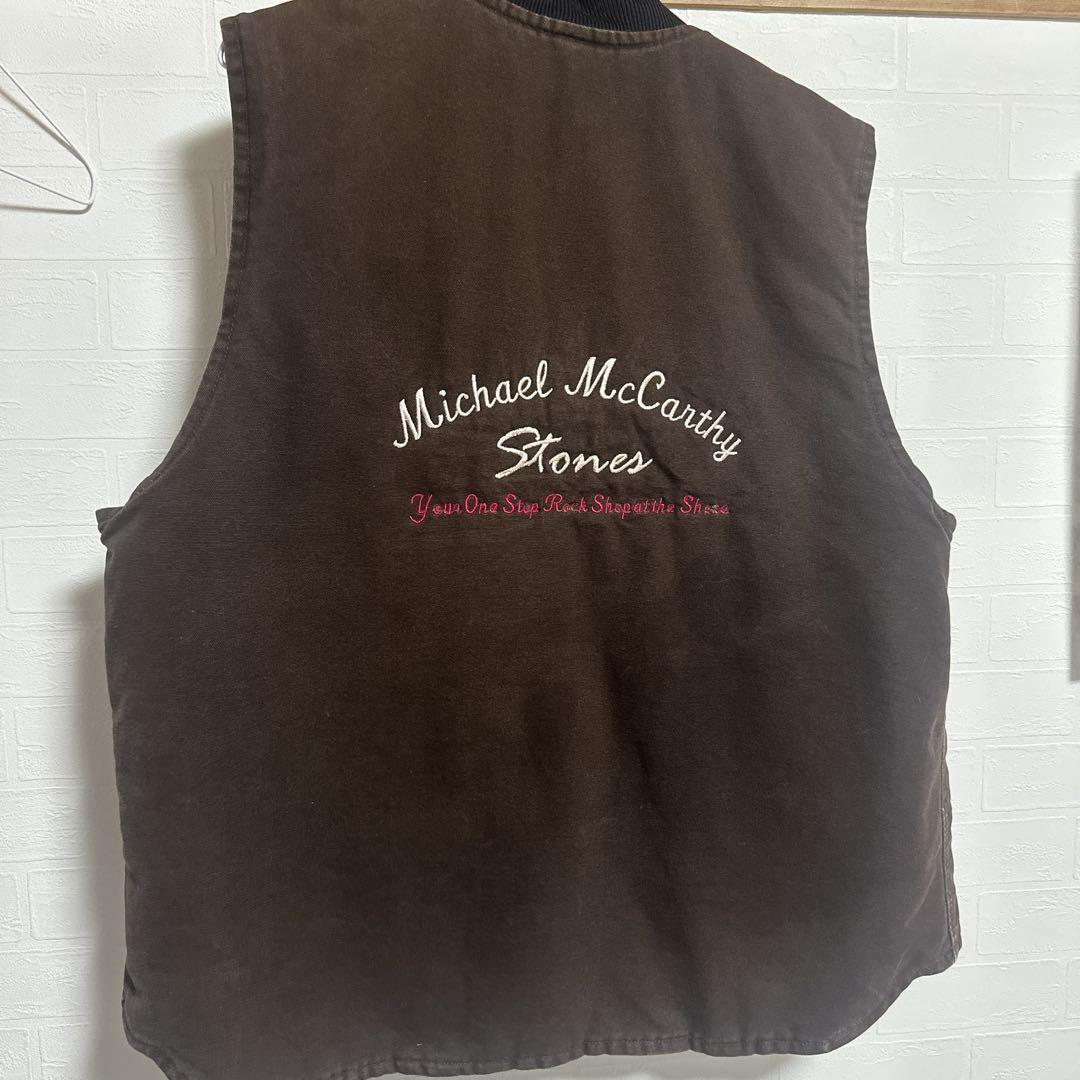 Michael McCarthy
Stones
Your One Stop Rock Shop at the Shore